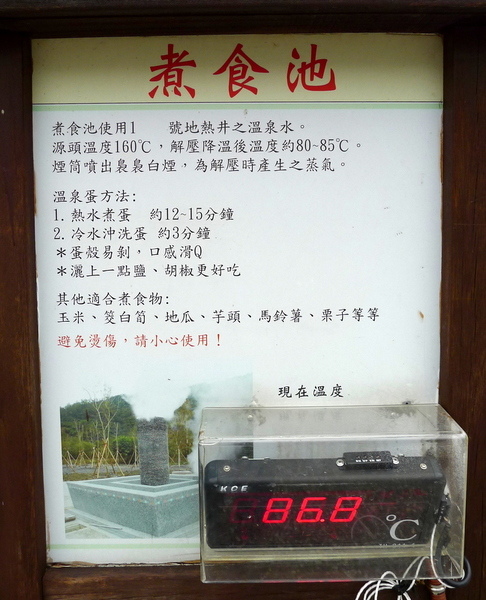 煮食池
煮食池使用1　號地熱井之溫泉水。
源頭溫度160℃，解壓降溫後溫度約80~85℃。
煙筒噴出裊裊白煙，為解壓時產生之蒸氣。
溫泉蛋方法:
1.熱水煮蛋 約12~15分鐘
2.冷水沖洗蛋 約3分鐘
＊蛋殼易剝，口感滑Q
＊灑上一點鹽、胡椒更好吃
其他適合煮食物:
玉米、筊白筍、地瓜、芋頭、馬鈴薯、栗子等等
避免燙傷，請小心使用！
現在溫度
KCE
86.8
℃